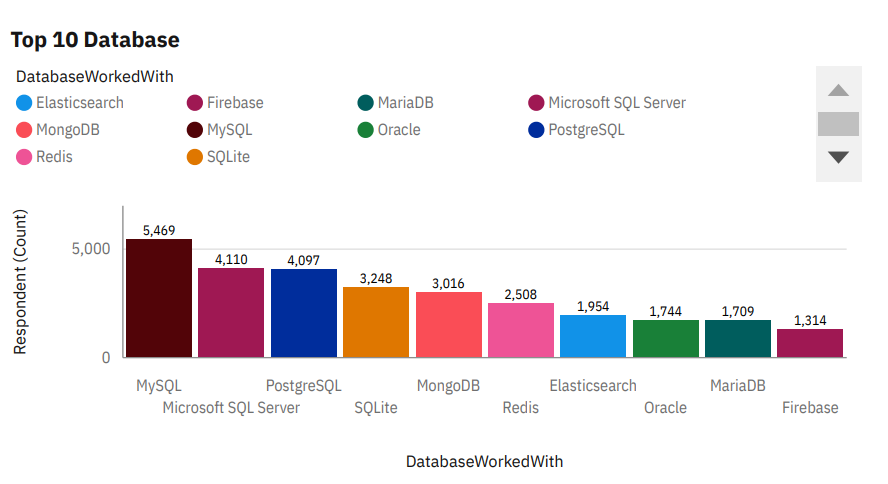 Top 10 Database
DatabaseWorkedWith
Elasticsearch Firebase MariaDB Microsoft SQL Server
MongoDB MySQL Oracle PostgreSQL
Redis SQLite
Respondent (Count)
5,000
0
5,469
4,110
4,097
3,248
3,016
2,508
1,954
1,744
1,709
1,314
MySQL PostgreSQL MongoDB Elasticsearch MariaDB
Microsoft SQL Server SQLite Redis Oracle Firebase
DatabaseWorkedWith